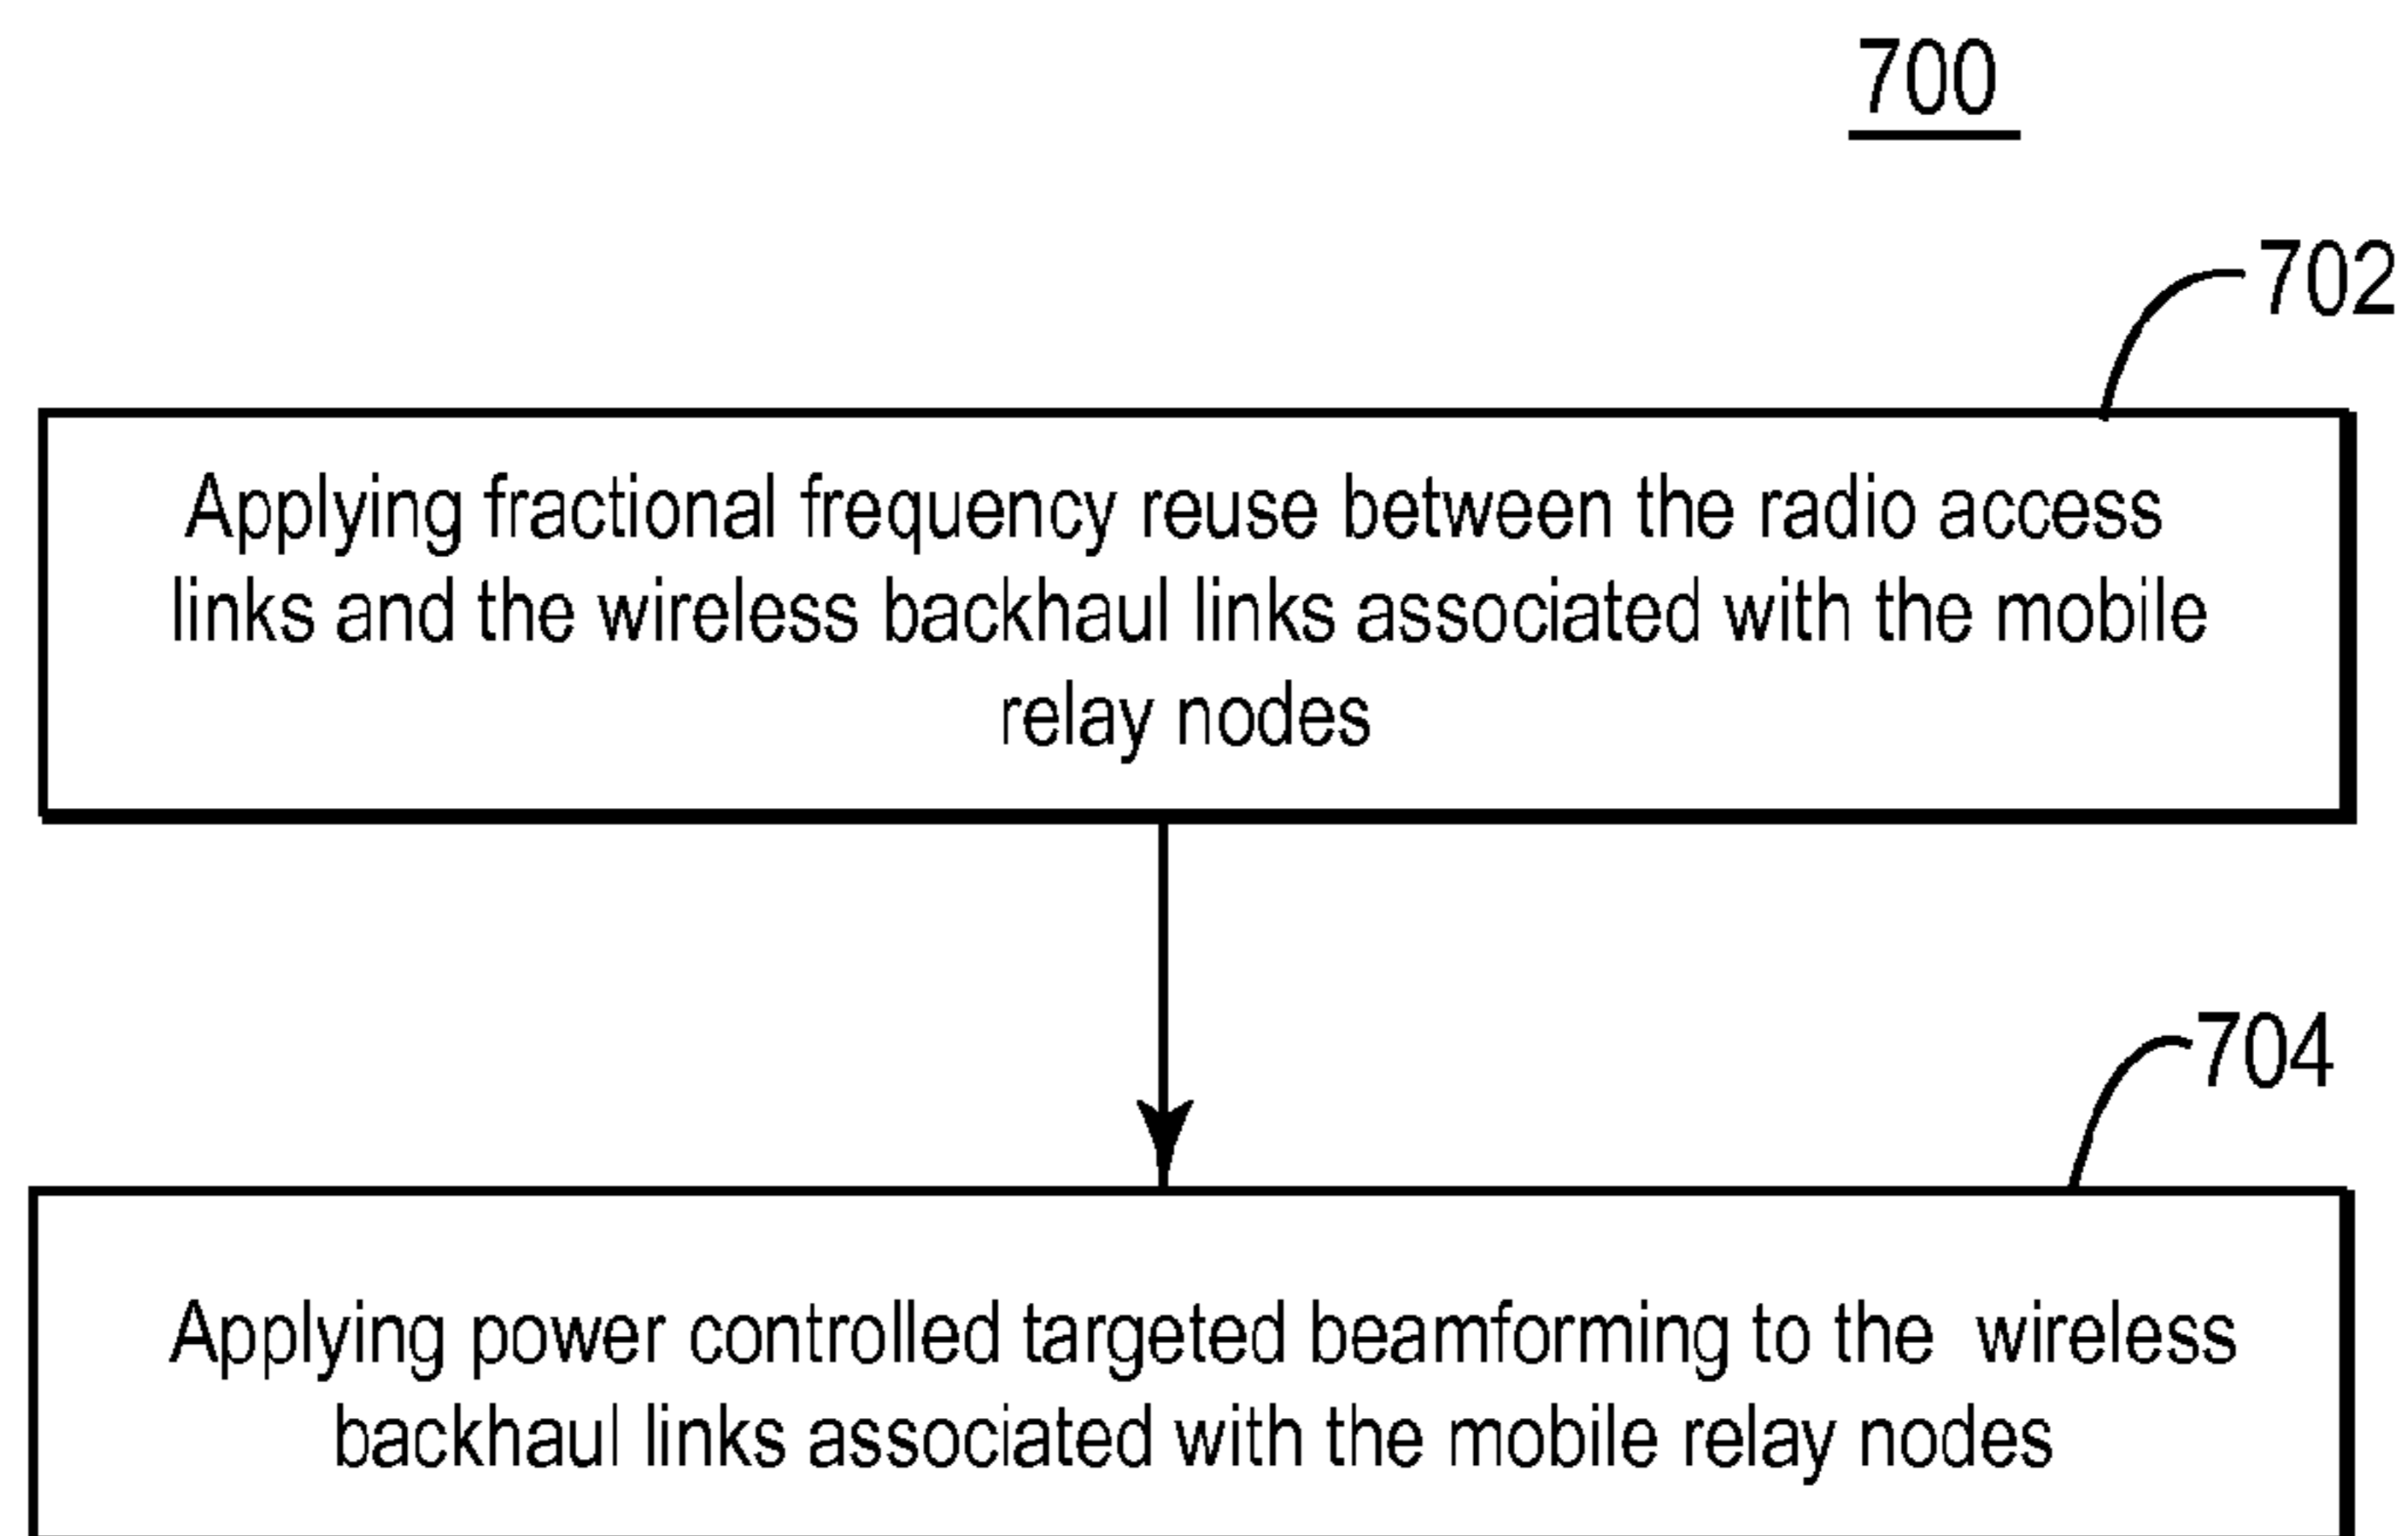 700
702
Applying fractional frequency reuse between the radio access
links and the wireless backhaul links associated with the mobile
relay nodes
704
Applying power controlled targeted beamforming to the wireless
backhaul links associated with the mobile relay nodes